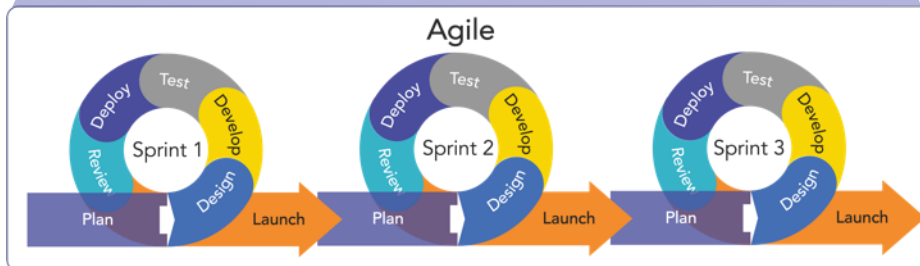 Agile
Sprint 1
Plan
Design
Develop
Test
Deploy
Review
Launch
Sprint 2
Plan
Design
Develop
Test
Deploy
Review
Launch
Sprint 3
Plan
Design
Develop
Test
Deploy
Review
Launch